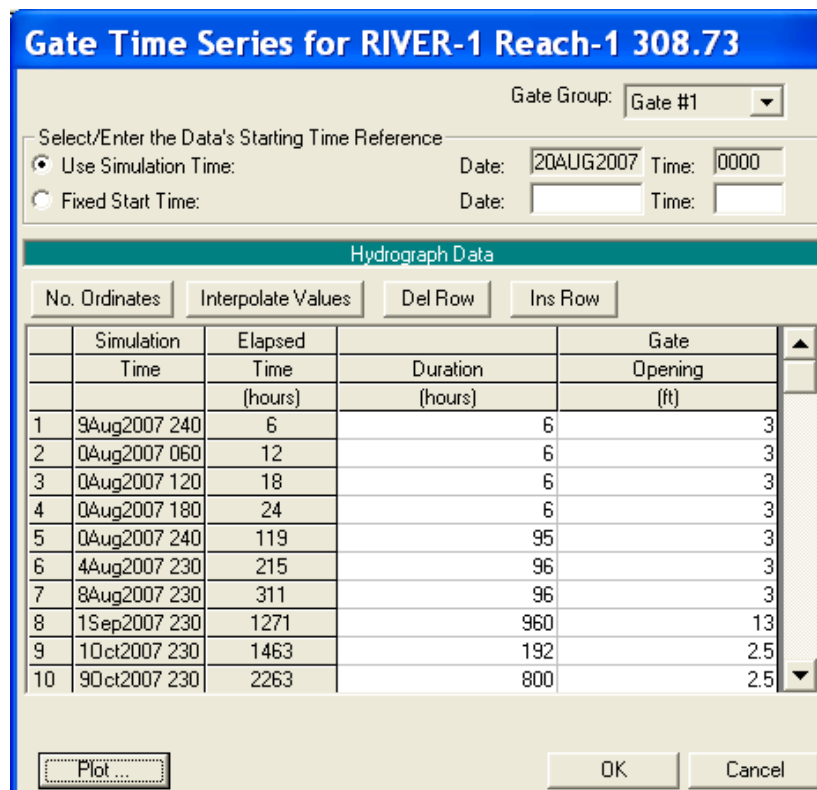 Gate Time Series for RIVER-1 Reach-1 308.73
Gate Group: Gate #1
Select/Enter the Data's Starting Time Reference
Use Simulation Time: Date: 20AUG2007 Time: 0000
Fixed Start Time: Date: Time:
Hydrograph Data
No. Ordinates Interpolate Values Del Row Ins Row
Simulation Elapsed Gate
Time Time Duration Opening
(hours) (hours) (ft)
1 9Aug2007 240 6 6 3
2 0Aug2007 060 12 6 3
3 0Aug2007 120 18 6 3
4 0Aug2007 180 24 6 3
5 0Aug2007 240 119 95 3
6 4Aug2007 230 215 96 3
7 8Aug2007 230 311 96 3
8 1Sep2007 230 1271 960 13
9 1Oct2007 230 1463 192 2.5
10 9Oct2007 230 2263 800 2.5
Plot ... OK Cancel